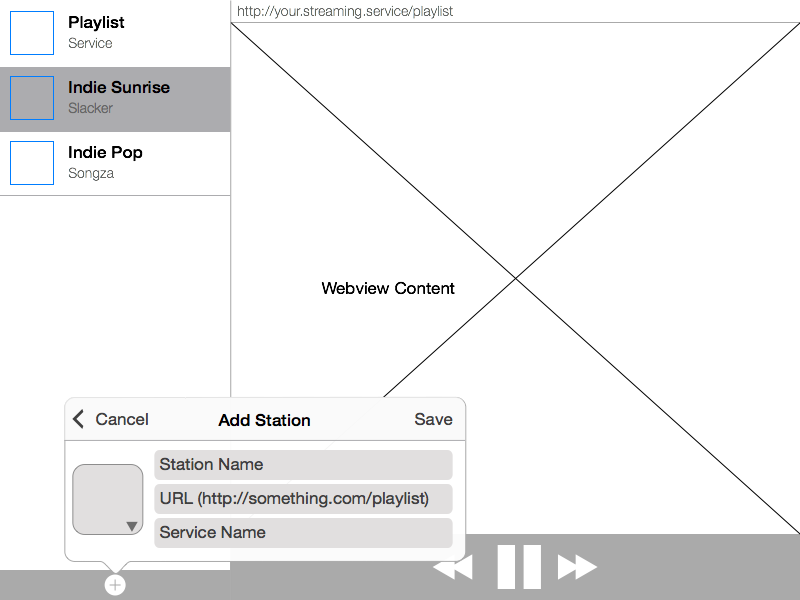 Playlist
Service
Indie Sunrise
Slacker
Indie Pop
Songza
http://your.streaming.service/playlist
Webview Content
Cancel
Add Station
Save
Station Name
URL (http://something.com/playlist)
Service Name